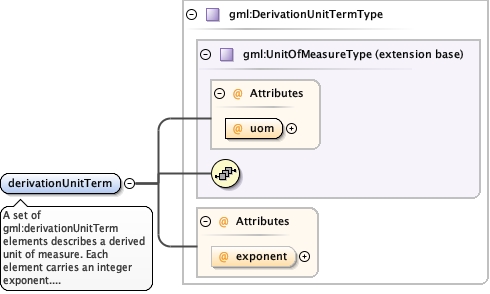 gml:DerivationUnitTermType
gml:UnitOfMeasureType (extension base)
@ Attributes
@ uom
derivationUnitTerm
A set of
gml:derivationUnitTerm
elements describes a derived
unit of measure. Each
element carries an integer
exponent....
@ Attributes
@ exponent